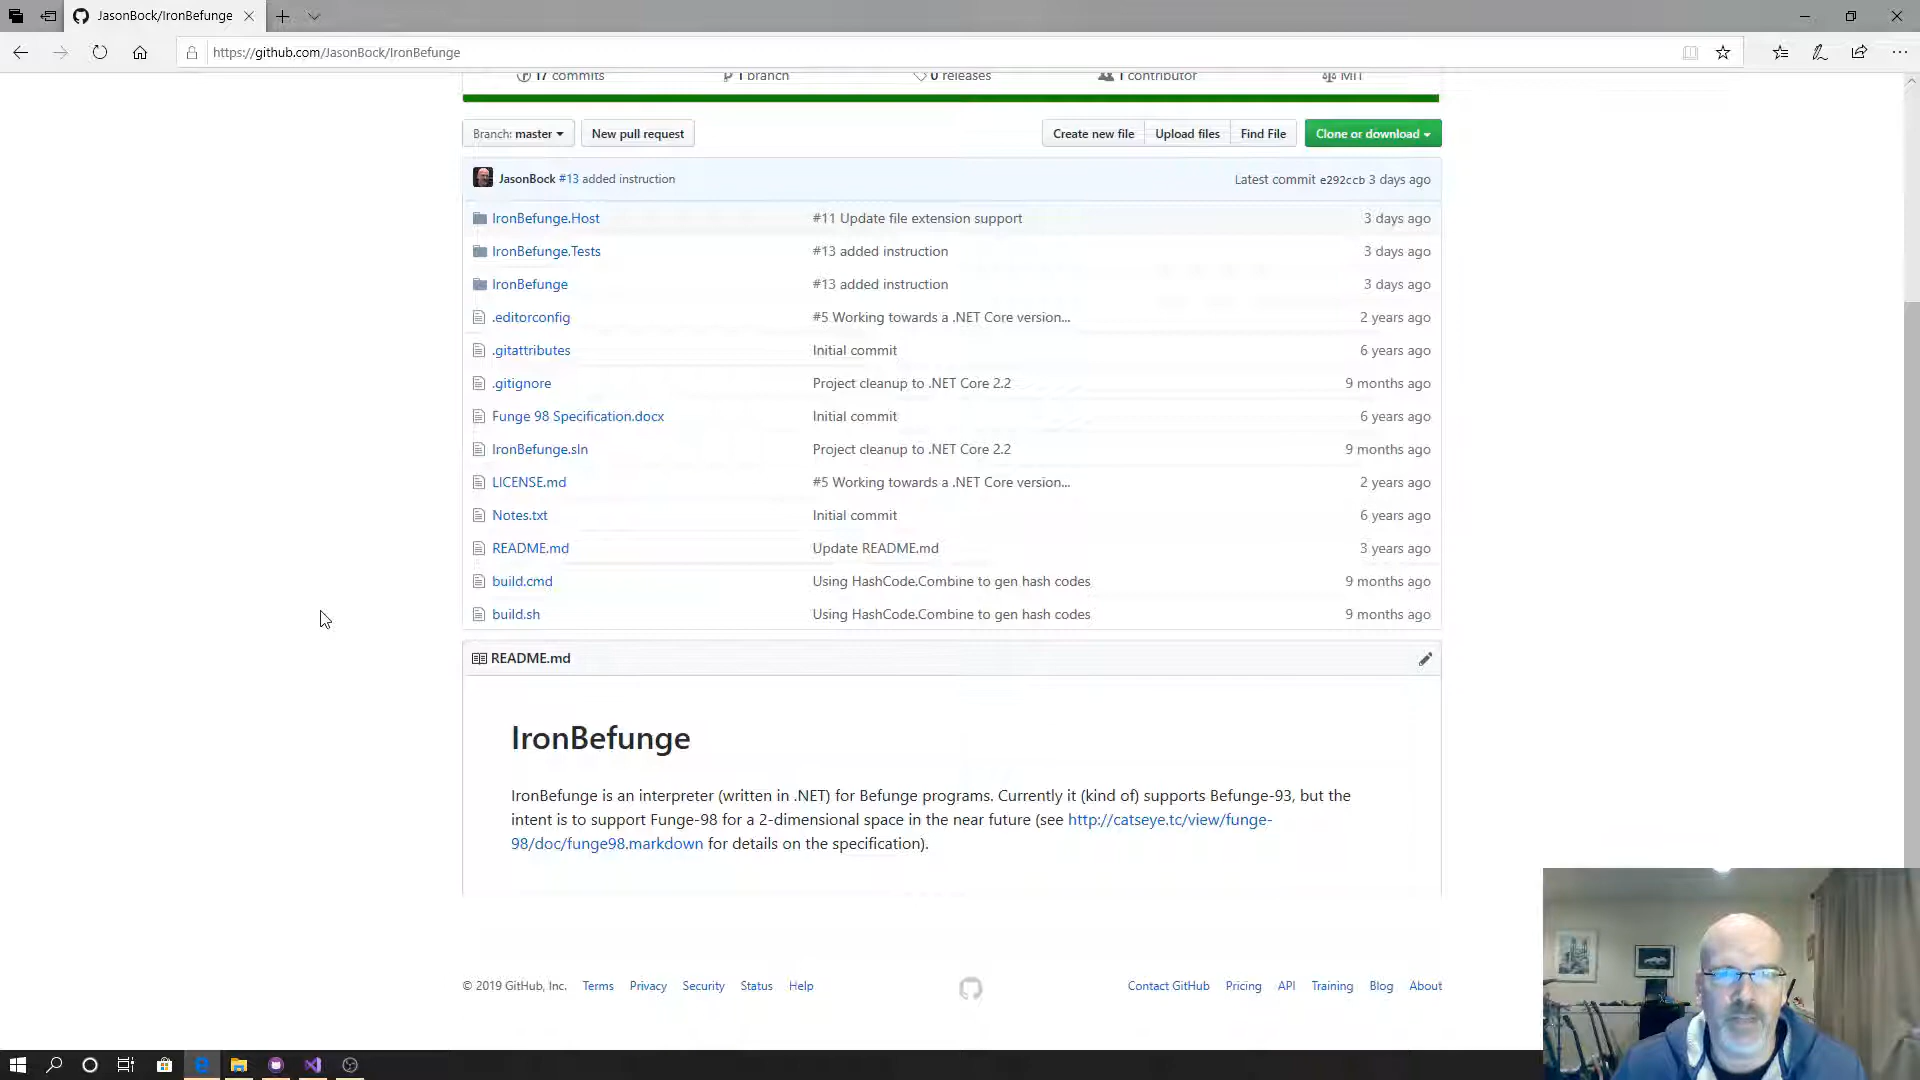 JasonBock/IronBefunge
https://github.com/JasonBock/IronBefunge
17 commits
1 branch
0 releases
1 contributor
MIT
Branch: master
New pull request
Create new file
Upload files
Find File
Clone or download
JasonBock #13 added instruction
Latest commit e292ccb 3 days ago
IronBefunge.Host #11 Update file extension support 3 days ago
IronBefunge.Tests #13 added instruction 3 days ago
IronBefunge #13 added instruction 3 days ago
.editorconfig #5 Working towards a .NET Core version... 2 years ago
.gitattributes Initial commit 6 years ago
.gitignore Project cleanup to .NET Core 2.2 9 months ago
Funge 98 Specification.docx Initial commit 6 years ago
IronBefunge.sln Project cleanup to .NET Core 2.2 9 months ago
LICENSE.md #5 Working towards a .NET Core version... 2 years ago
Notes.txt Initial commit 6 years ago
README.md Update README.md 3 years ago
build.cmd Using HashCode.Combine to gen hash codes 9 months ago
build.sh Using HashCode.Combine to gen hash codes 9 months ago
README.md
IronBefunge
IronBefunge is an interpreter (written in .NET) for Befunge programs. Currently it (kind of) supports Befunge-93, but the
intent is to support Funge-98 for a 2-dimensional space in the near future (see http://catseye.tc/view/funge-
98/doc/funge98.markdown for details on the specification).
© 2019 GitHub, Inc. Terms Privacy Security Status Help
Contact GitHub Pricing API Training Blog About